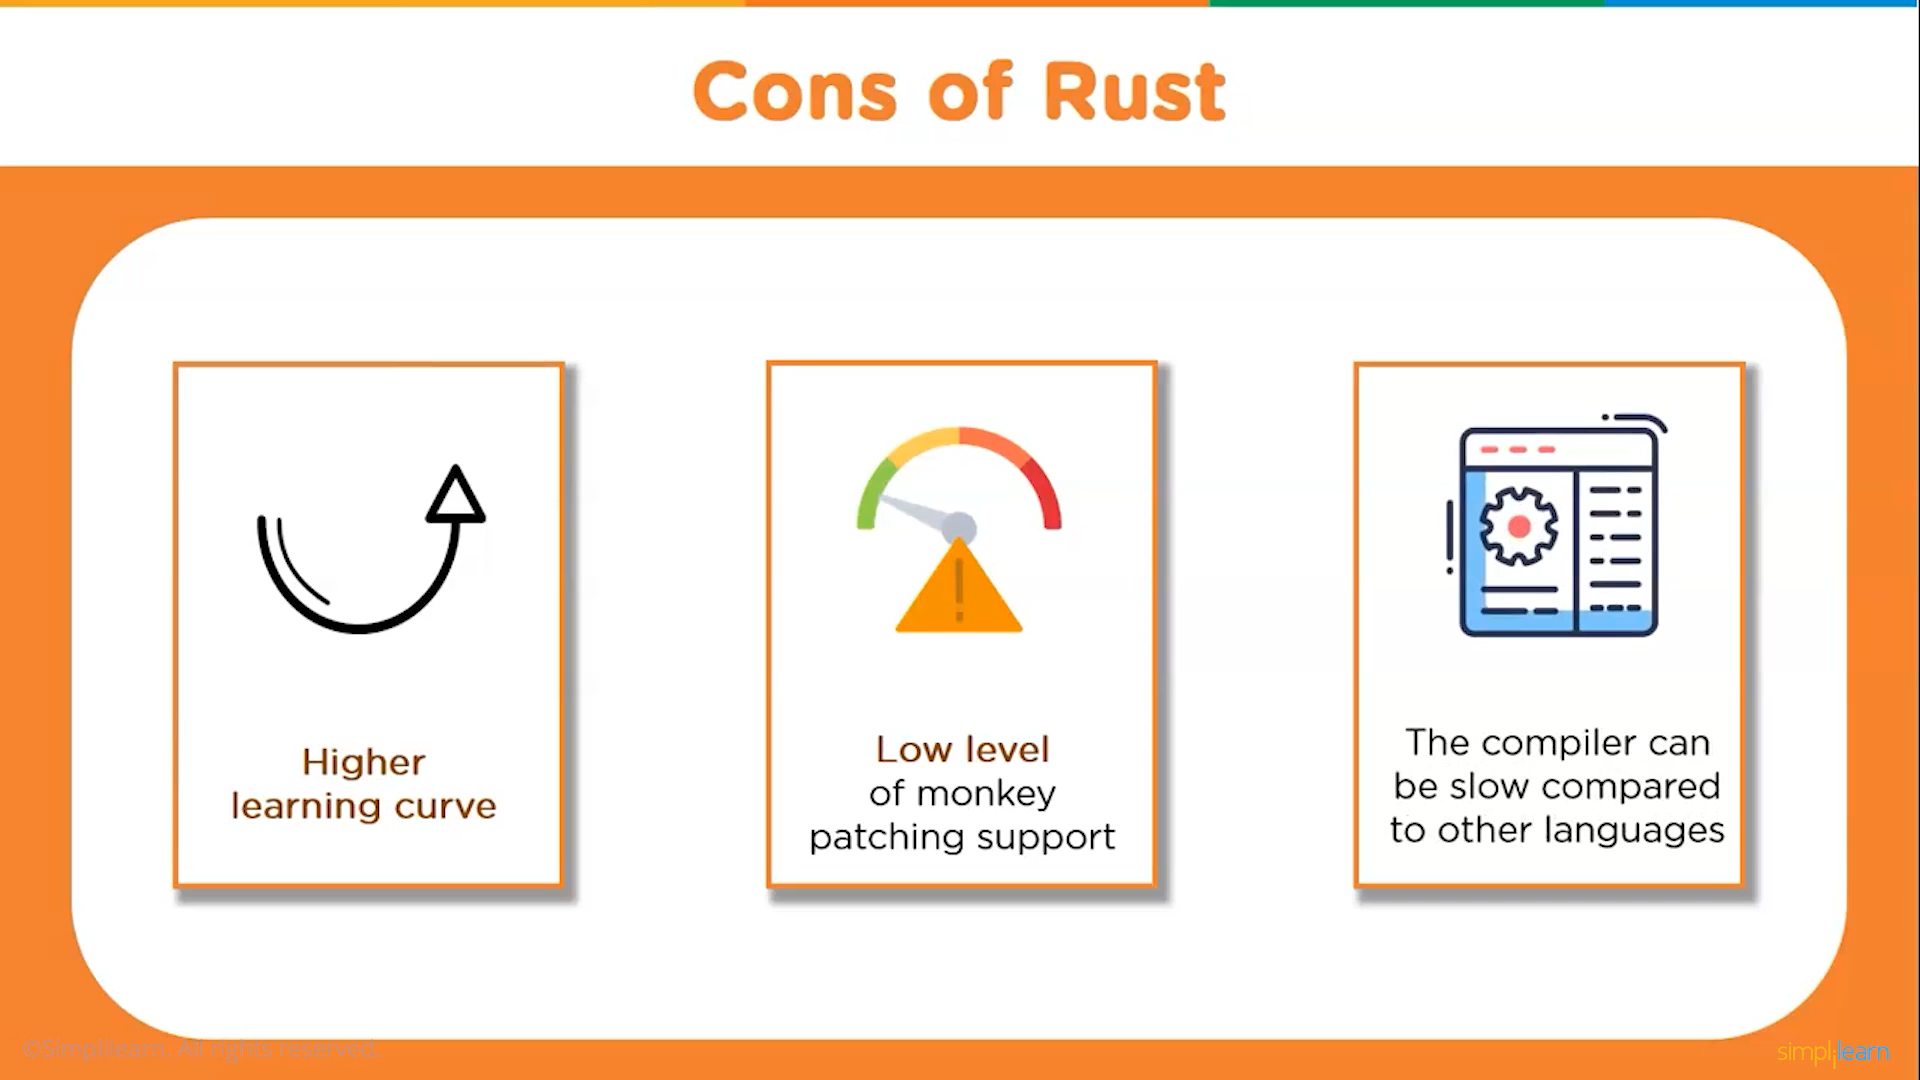 Cons of Rust
Higher
learning curve
Low level
of monkey
patching support
The compiler can
be slow compared
to other languages
©Simplilearn. All rights reserved.
simplilearn